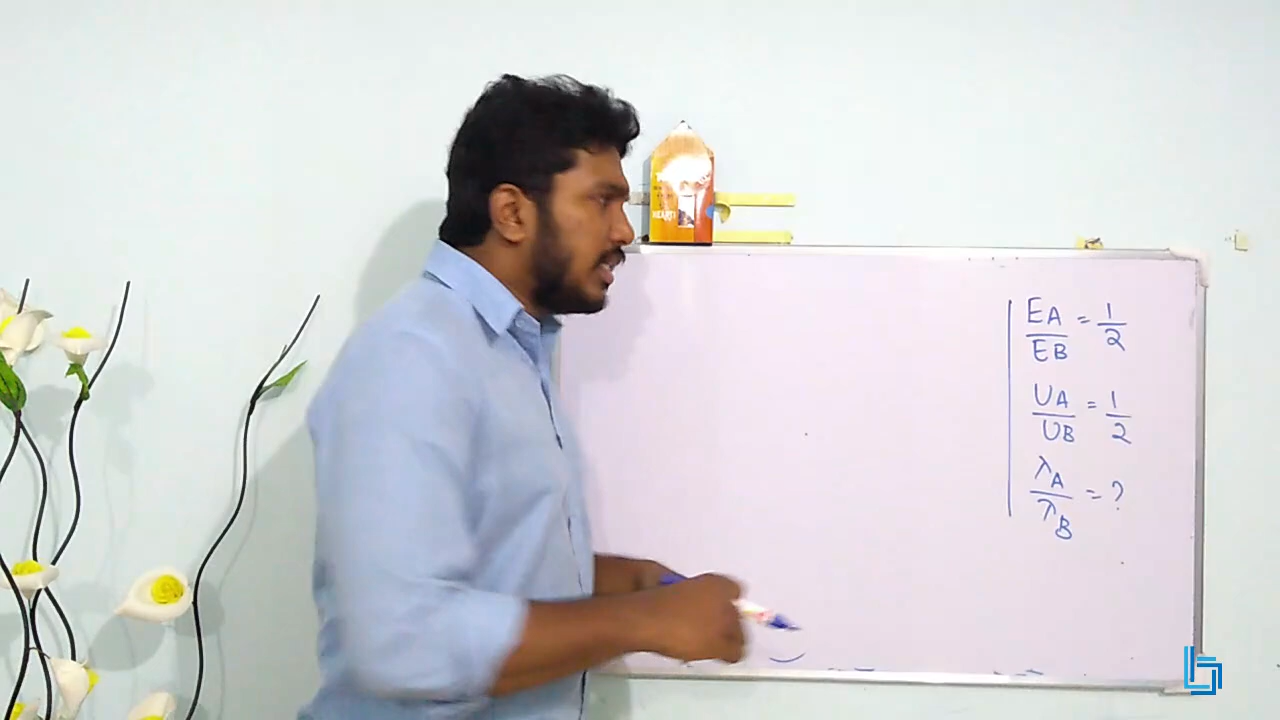 EA/EB = 1/2
UA/UB = 1/2
λA/λB = ?